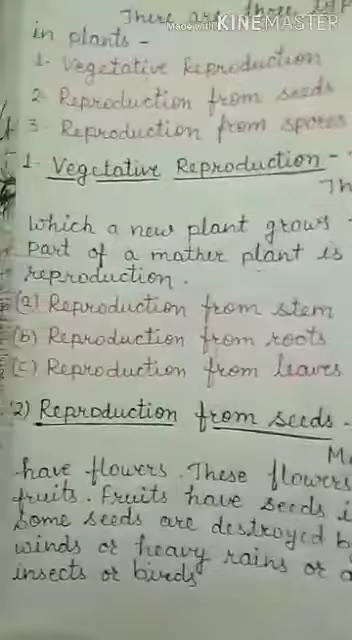 Made with KINEMASTER
There are three
in plants -
1- Vegetative Reproduction
2- Reproduction from seeds
3- Reproduction from spores
1- Vegetative Reproduction -
Th
Which a new plant grows
part of a mather plant is
reproduction.
(a) Reproduction from stem
(b) Reproduction from roots
(c) Reproduction from leaves
2) Reproduction from seeds -
M
have flowers. These flowers
fruits. Fruits have seeds i
Some seeds are destroyed b
winds or heavy rains or a
insects or birds